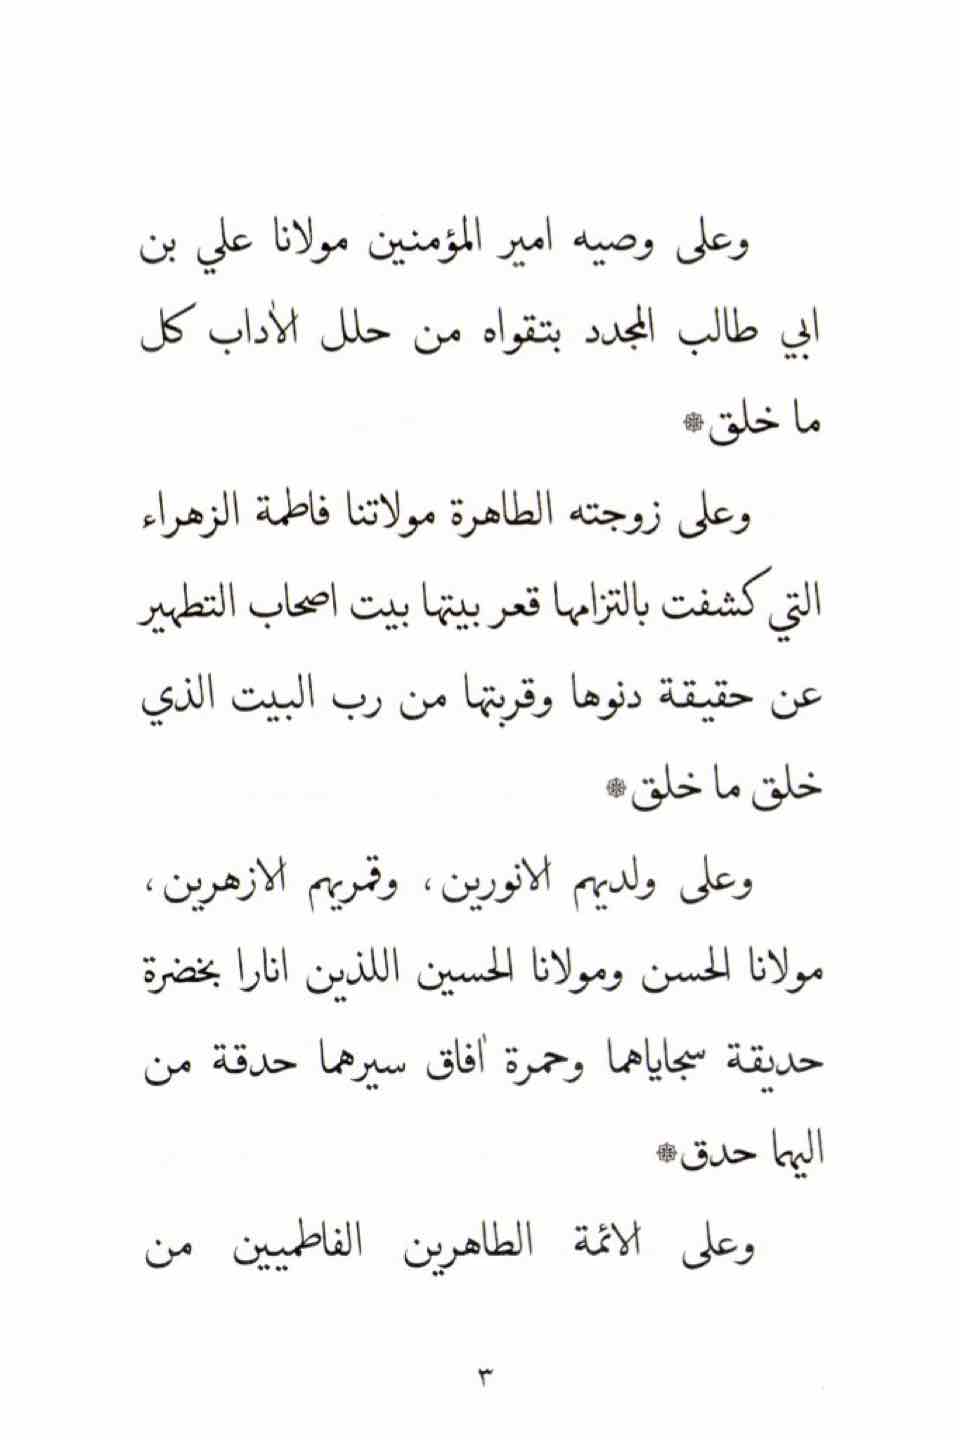 وعلى وصيه امير المؤمنين مولانا علي بن
ابي طالب المجدد بتقواه من حلل الاٰداب كل
ما خلق❋
وعلى زوجته الطاهرة مولاتنا فاطمة الزهراء
التي كشفت بالتزامها قعر بيتها بيت اصحاب التطهير
عن حقيقة دنوها وقربتها من رب البيت الذي
خلق ما خلق❋
وعلى ولديهم الانورين، وقمريهم الازهرين،
مولانا الحسن ومولانا الحسين اللذين انارا بخضرة
حديقة سجاياهما وحمرة اٰفاق سيرهما حدقة من
اليهما حدق❋
وعلى الائمة الطاهرين الفاطميين من
٣